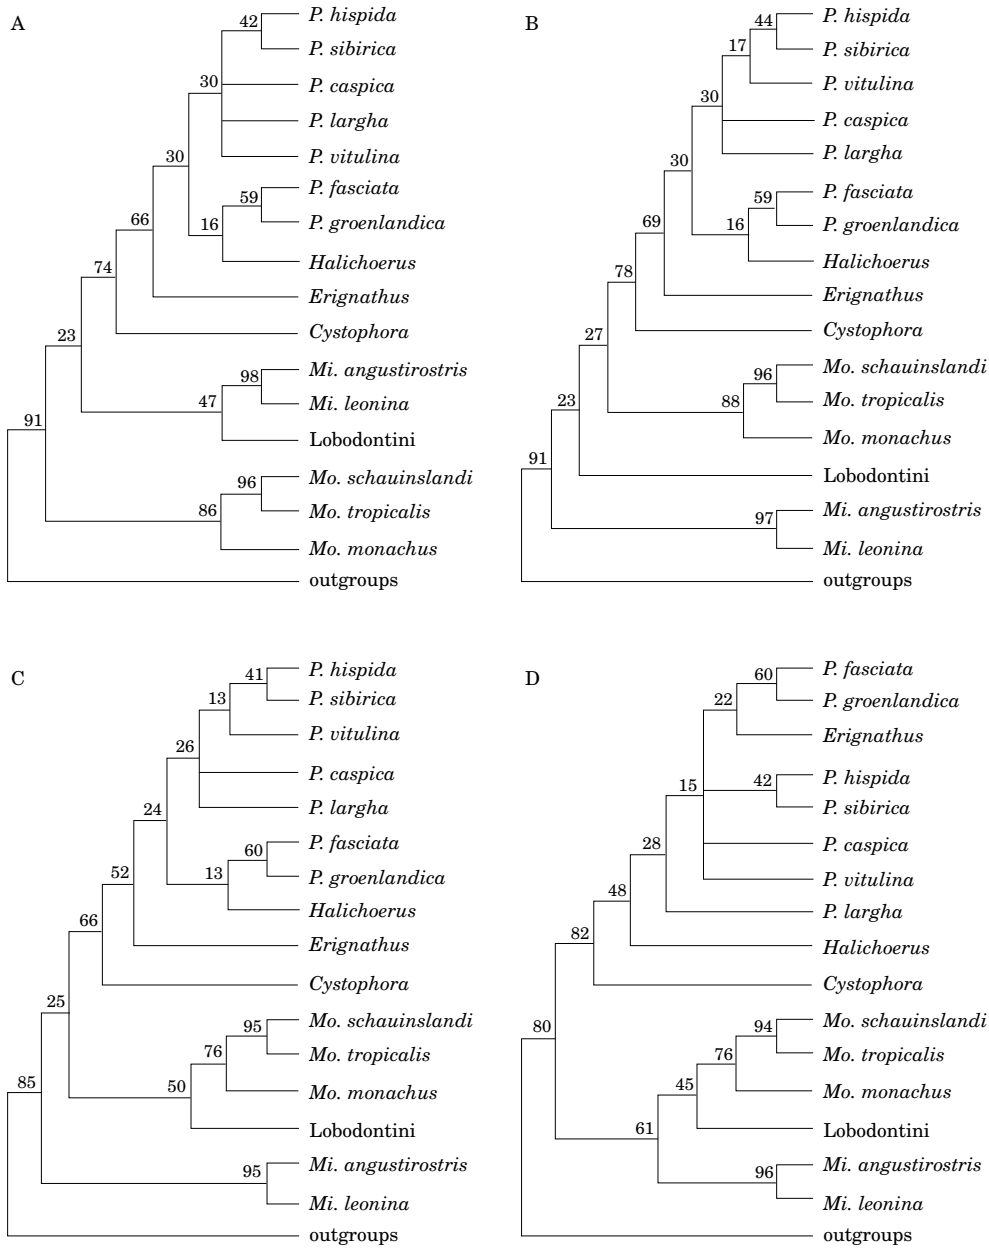 A
42
P. hispida
P. sibirica
30
P. caspica
P. largha
30
P. vitulina
59
P. fasciata
66
16
P. groenlandica
74
Halichoerus
Erignathus
23
Cystophora
98
Mi. angustirostris
47
Mi. leonina
91
Lobodontini
96
Mo. schauinslandi
86
Mo. tropicalis
Mo. monachus
outgroups
B
44
P. hispida
17
P. sibirica
30
P. vitulina
P. caspica
30
P. largha
59
P. fasciata
69
16
P. groenlandica
78
Halichoerus
Erignathus
27
Cystophora
96
Mo. schauinslandi
23
88
Mo. tropicalis
Mo. monachus
91
Lobodontini
97
Mi. angustirostris
Mi. leonina
outgroups
C
41
P. hispida
13
P. sibirica
26
P. vitulina
P. caspica
24
P. largha
60
P. fasciata
52
13
P. groenlandica
66
Halichoerus
Erignathus
25
Cystophora
95
Mo. schauinslandi
76
Mo. tropicalis
85
50
Mo. monachus
Lobodontini
95
Mi. angustirostris
Mi. leonina
outgroups
D
60
P. fasciata
22
P. groenlandica
Erignathus
15
42
P. hispida
P. sibirica
28
P. caspica
48
P. vitulina
82
P. largha
Halichoerus
Cystophora
80
94
Mo. schauinslandi
76
Mo. tropicalis
45
Mo. monachus
61
Lobodontini
96
Mi. angustirostris
Mi. leonina
outgroups